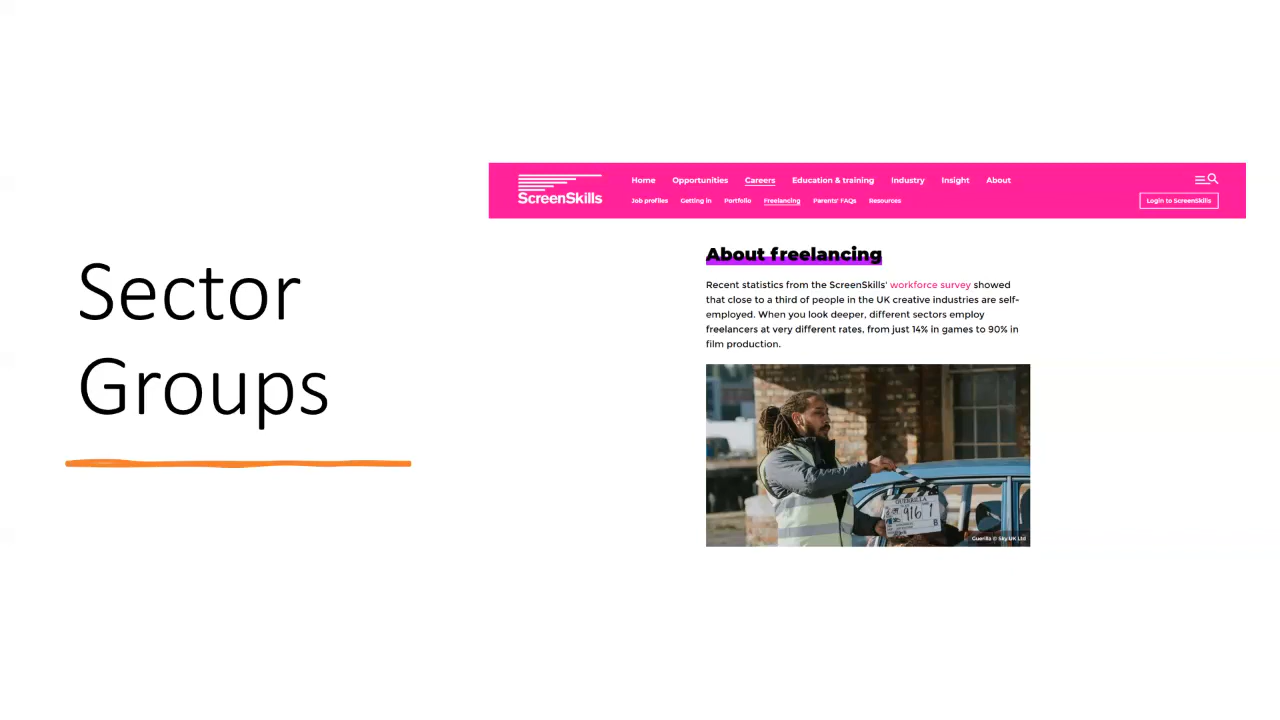 Sector
Groups
ScreenSkills
Home Opportunities Careers Education & training Industry Insight About
Job profiles Getting in Portfolio Freelancing Parents' FAQs Resources
Login to ScreenSkills
About freelancing
Recent statistics from the ScreenSkills' workforce survey showed
that close to a third of people in the UK creative industries are self-
employed. When you look deeper, different sectors employ
freelancers at very different rates, from just 14% in games to 90% in
film production.
GUERRILLA
916 1
B
Guerilla © Sky UK Ltd